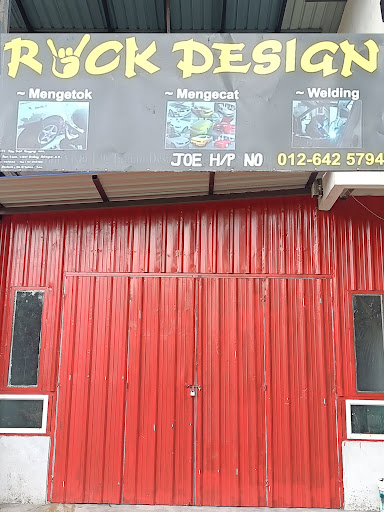 ROCK DESIGN
~ Mengetok ~ Mengecat ~ Welding
JOE H/P NO 012-642 5794